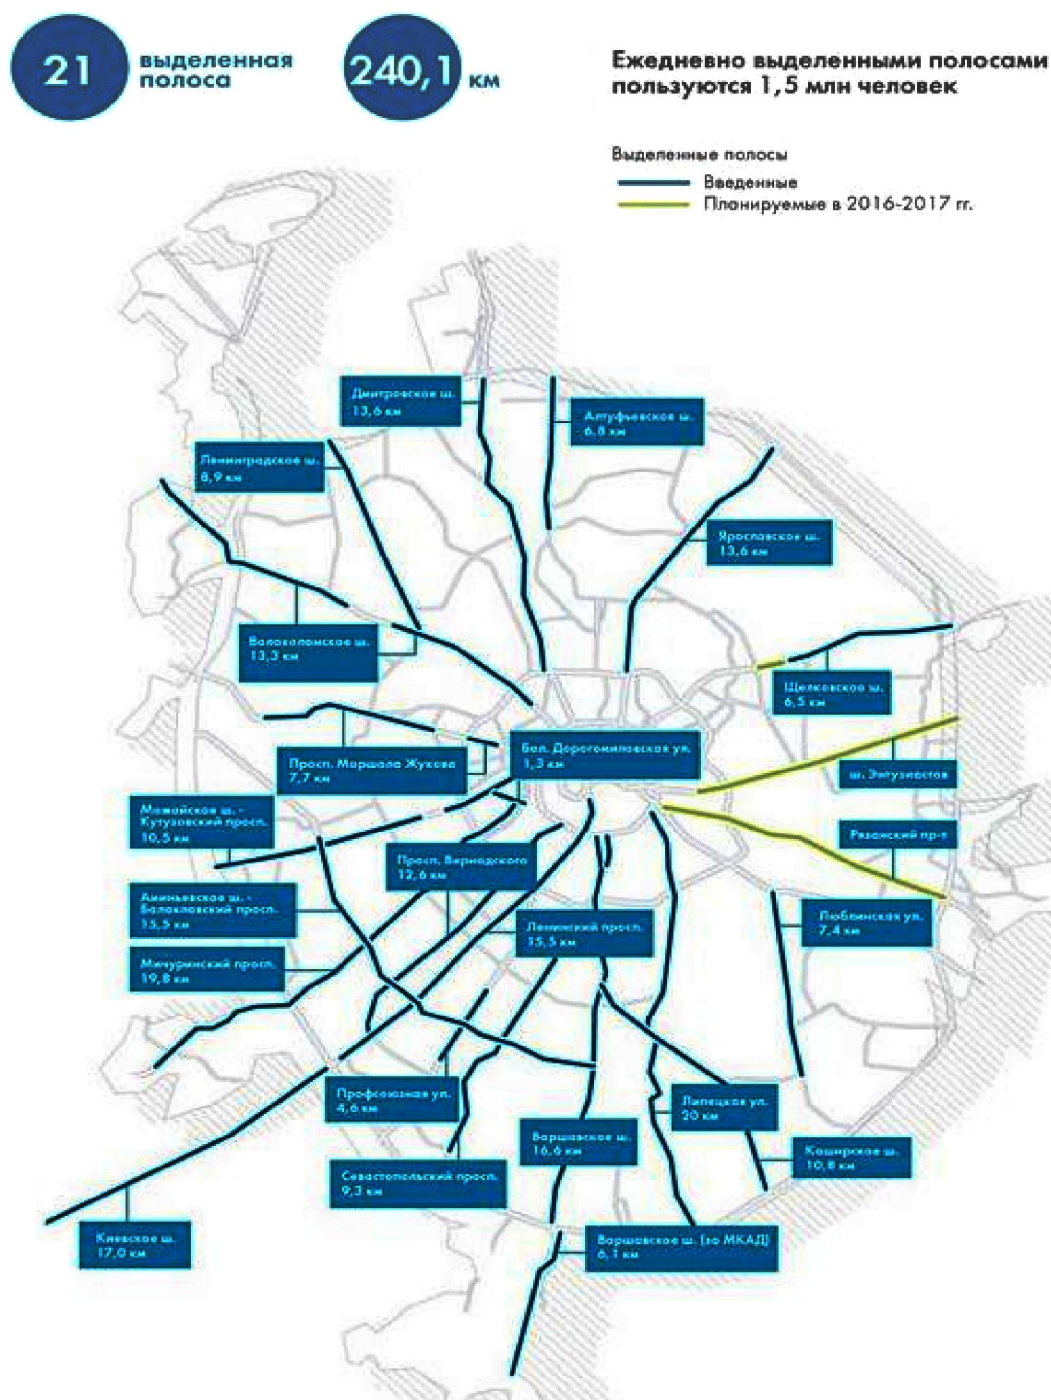 21
выделенная
полоса
240,1 км
Ежедневно выделенными полосами
пользуются 1,5 млн человек
Выделенные полосы
Введенные
Планируемые в 2016-2017 гг.
Дмитровское ш.
13,6 км
Алтуфьевское ш.
6,8 км
Ленинградское ш.
8,9 км
Ярославское ш.
13,6 км
Волоколамское ш.
13,3 км
Щелковское ш.
6,5 км
Бол. Дорогомиловская ул.
1,3 км
Просп. Маршала Жукова
7,7 км
ш. Энтузиастов
Можайское ш. -
Кутузовский просп.
10,5 км
Рязанский пр-т
Просп. Вернадского
12,6 км
Аминьевское ш. -
Балаклавский просп.
15,5 км
Ленинский просп.
15,5 км
Люблинская ул.
7,4 км
Мичуринский просп.
19,8 км
Профсоюзная ул.
4,6 км
Липецкая ул.
20 км
Варшавское ш.
16,6 км
Каширское ш.
10,8 км
Севастопольский просп.
9,3 км
Киевское ш.
17,0 км
Варшавское ш. (за МКАД)
6,1 км